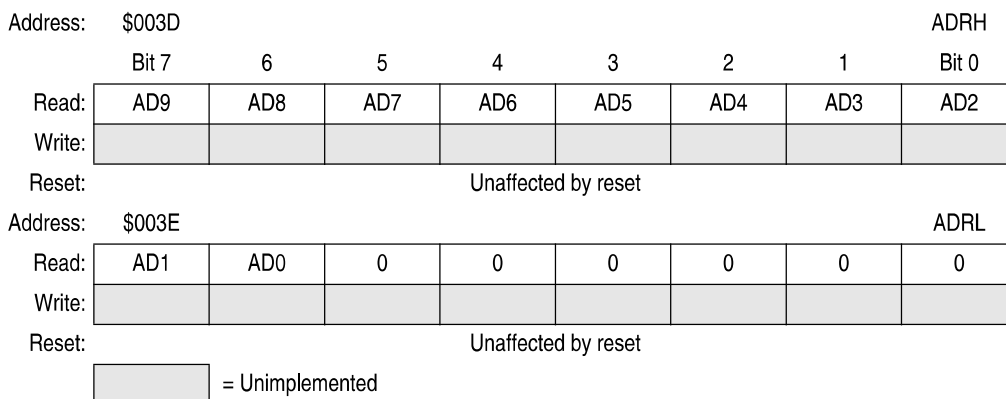 Address: $003D ADRH
Bit 7 6 5 4 3 2 1 Bit 0
Read: AD9 AD8 AD7 AD6 AD5 AD4 AD3 AD2
Write:
Reset: Unaffected by reset
Address: $003E ADRL
Read: AD1 AD0 0 0 0 0 0 0
Write:
Reset: Unaffected by reset
= Unimplemented